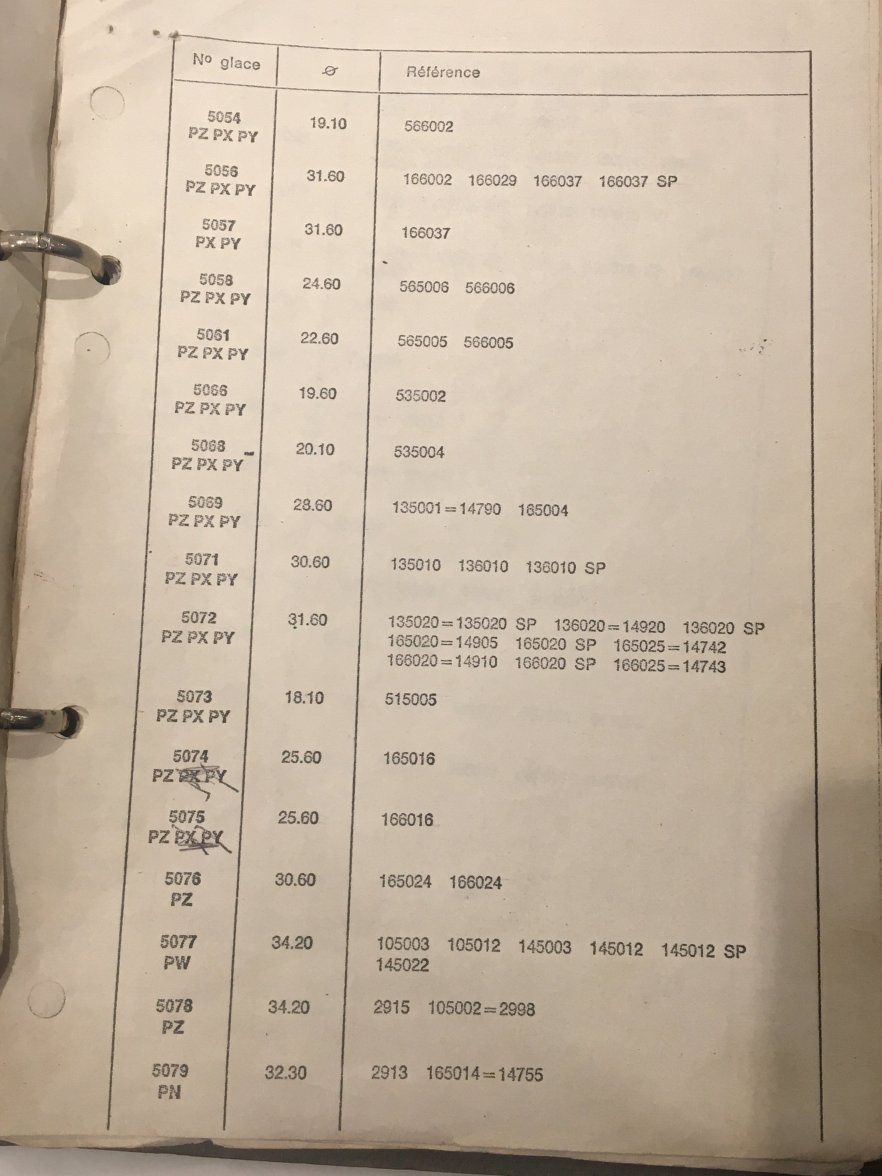 Nº glace ⌀ Référence
5054 19.10 566002
PZ PX PY
5056 31.60 166002 166029 166037 166037 SP
PZ PX PY
5057 31.60 166037
PX PY
5058 24.60 565006 566006
PZ PX PY
5061 22.60 565005 566005
PZ PX PY
5066 19.60 535002
PZ PX PY
5068 20.10 535004
PZ PX PY
5069 28.60 135001=14790 165004
PZ PX PY
5071 30.60 135010 136010 136010 SP
PZ PX PY
5072 31.60 135020=135020 SP 136020=14920 136020 SP
PZ PX PY 165020=14905 165020 SP 165025=14742
166020=14910 166020 SP 166025=14743
5073 18.10 515005
PZ PX PY
5074 25.60 165016
PZ PX PY
5075 25.60 166016
PZ PX PY
5076 30.60 165024 166024
PZ
5077 34.20 105003 105012 145003 145012 145012 SP
PW 145022
5078 34.20 2915 105002=2998
PZ
5079 32.30 2913 165014=14755
PN